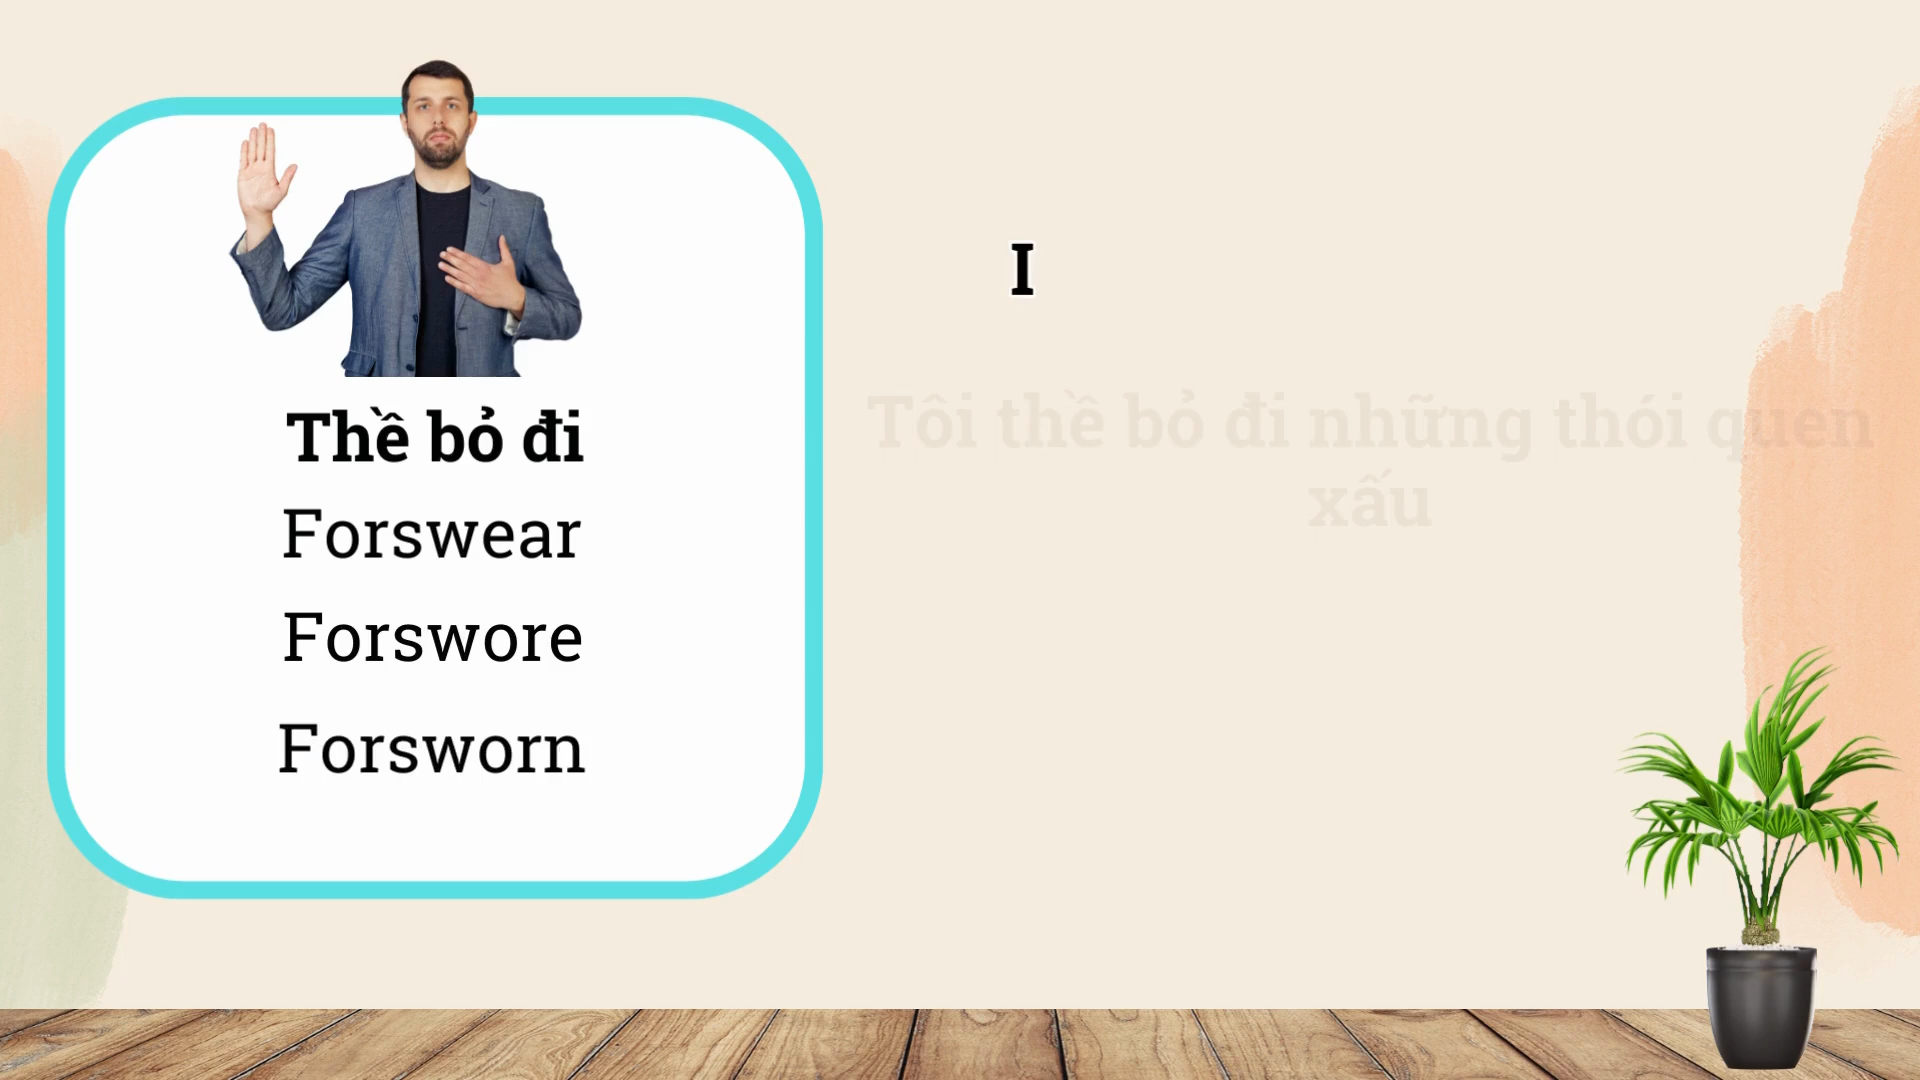 Thề bỏ đi
Forswear
Forswore
Forsworn
I
Tôi thề bỏ đi những thói quen
xấu